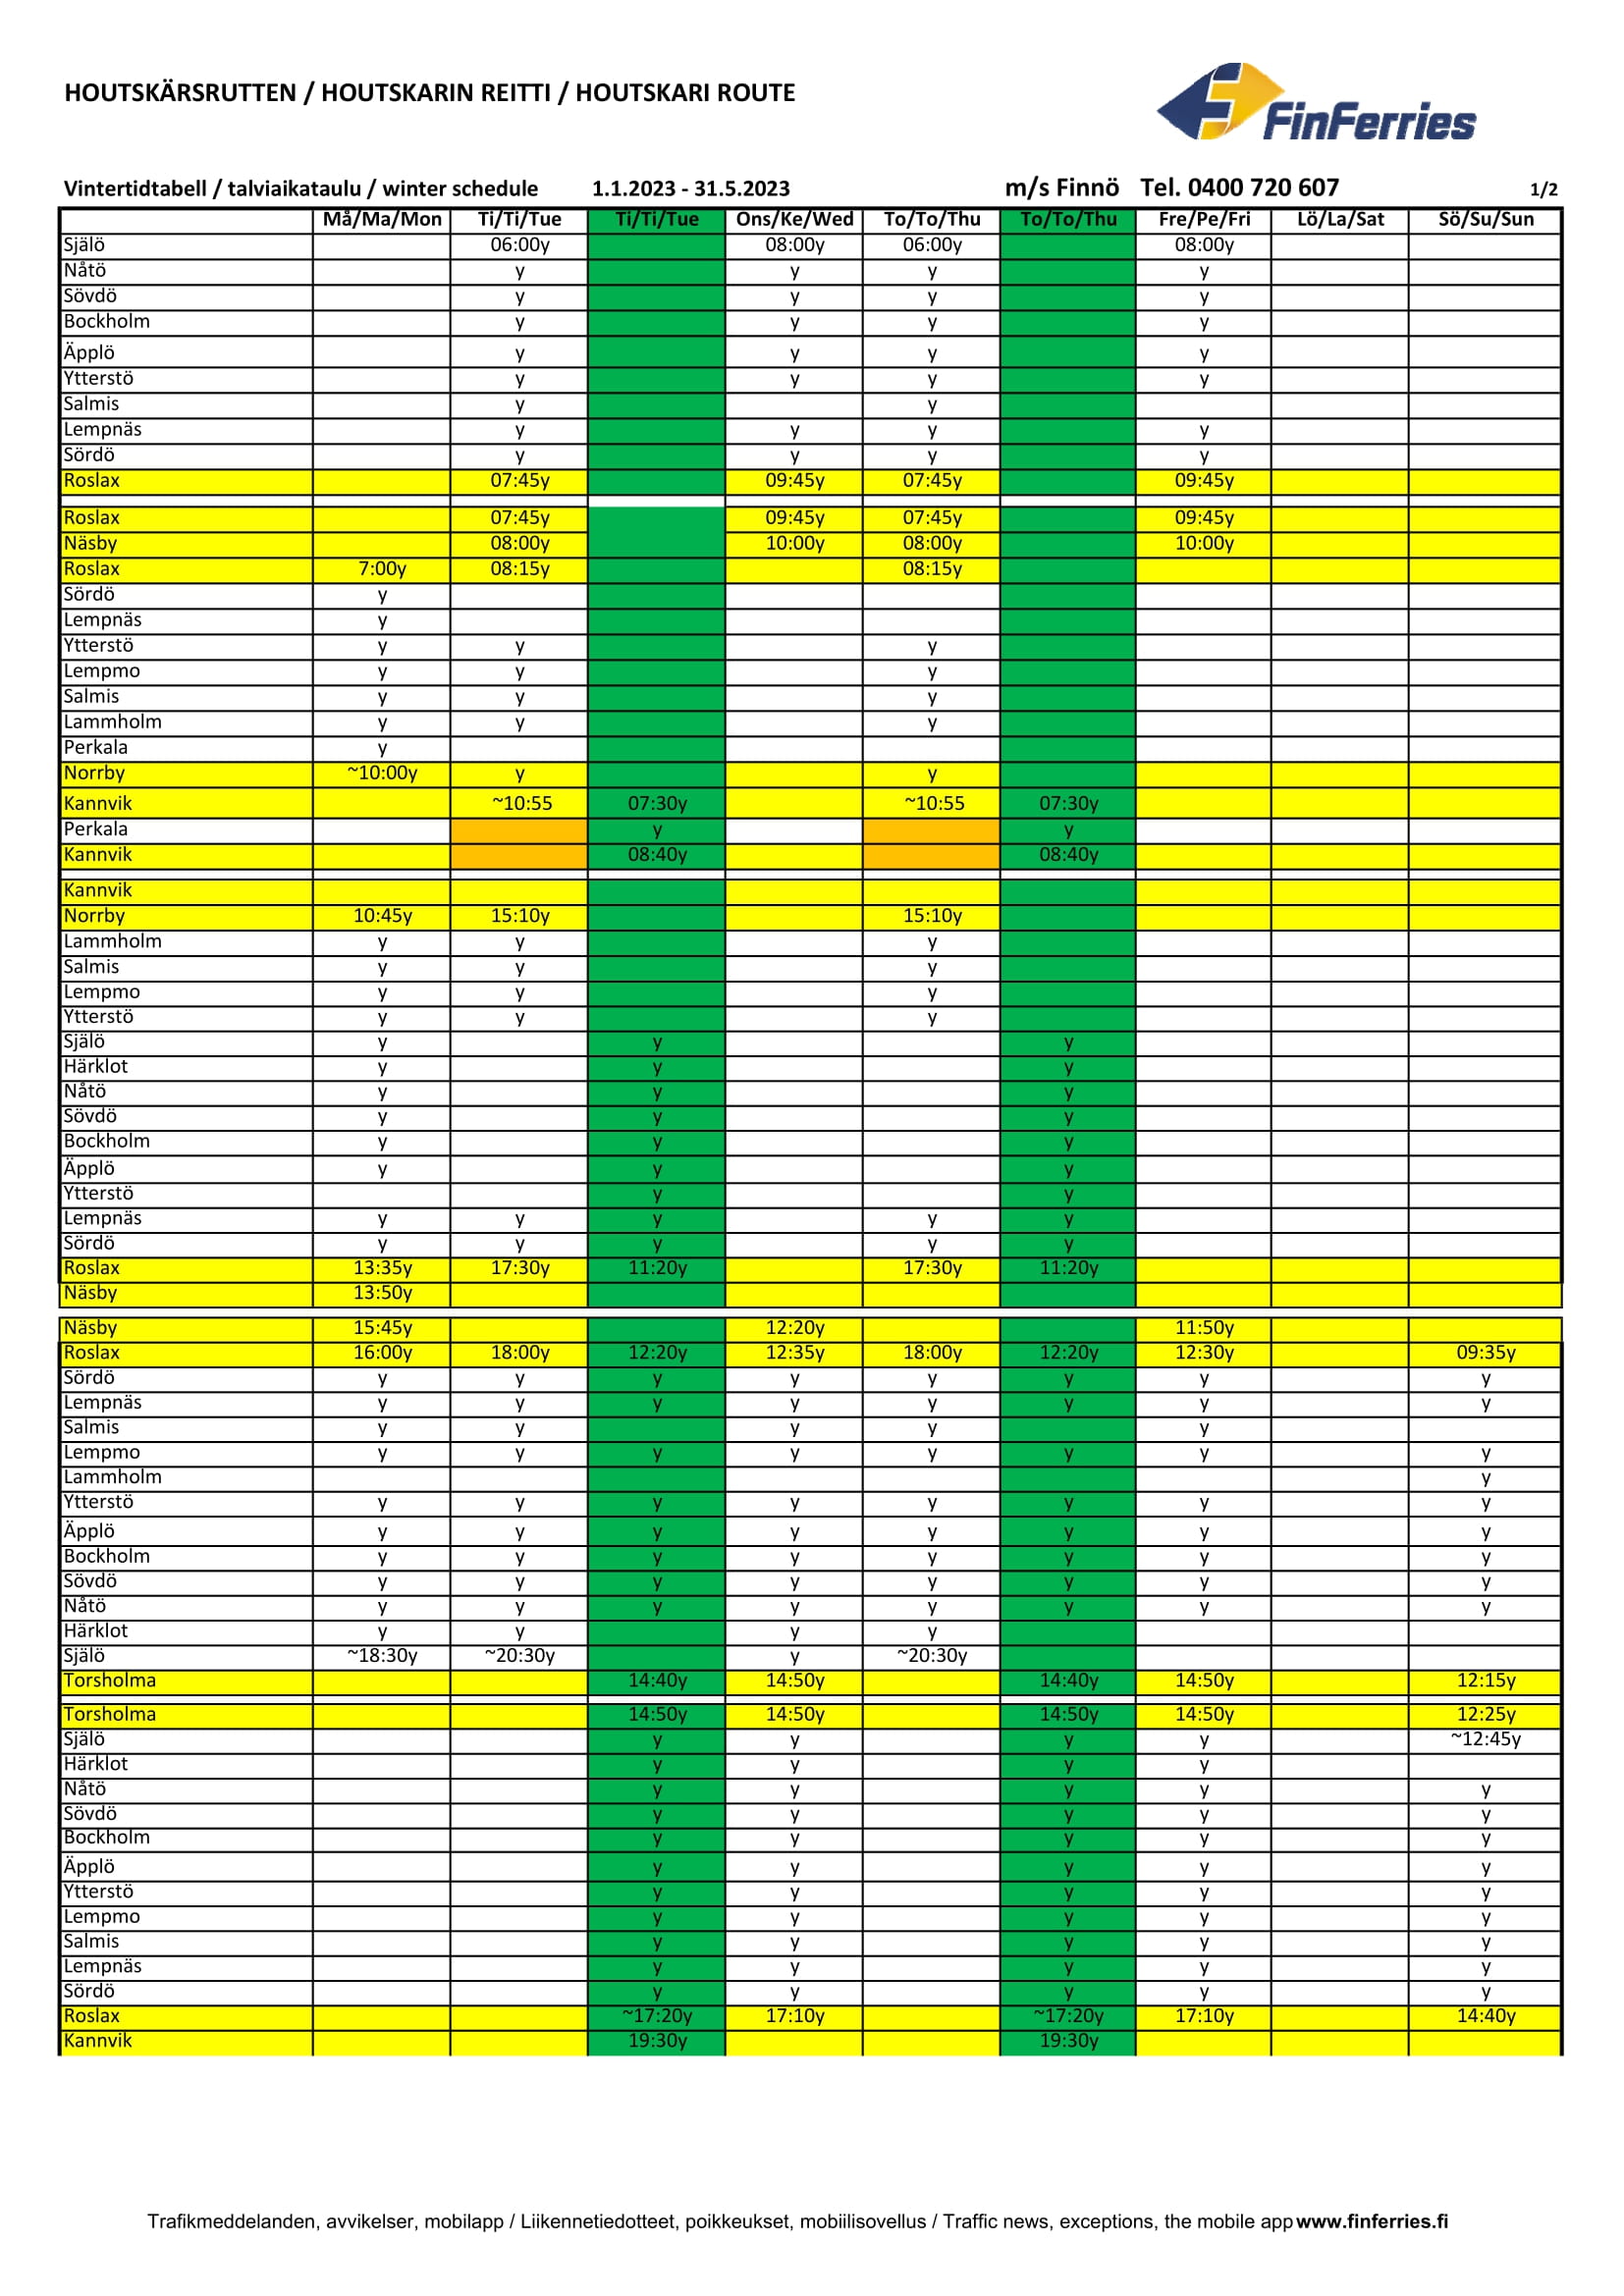 HOUTSKÄRSRUTTEN / HOUTSKARIN REITTI / HOUTSKARI ROUTE
FinFerries
Vintertidtabell / talviaikataulu / winter schedule 1.1.2023 - 31.5.2023 m/s Finnö Tel. 0400 720 607 1/2
Må/Ma/Mon Ti/Ti/Tue Ti/Ti/Tue Ons/Ke/Wed To/To/Thu To/To/Thu Fre/Pe/Fri Lö/La/Sat Sö/Su/Sun
Själö 06:00y 08:00y 06:00y 08:00y
Nåtö y y y y
Sövdö y y y y
Bockholm y y y y
Äpplö y y y y
Ytterstö y y y y
Salmis y y
Lempnäs y y y y
Sördö y y y y
Roslax 07:45y 09:45y 07:45y 09:45y
Roslax 07:45y 09:45y 07:45y 09:45y
Näsby 08:00y 10:00y 08:00y 10:00y
Roslax 7:00y 08:15y 08:15y
Sördö y
Lempnäs y
Ytterstö y y y
Lempmo y y y
Salmis y y y
Lammholm y y y
Perkala y
Norrby ~10:00y y y
Kannvik ~10:55 07:30y ~10:55 07:30y
Perkala y y
Kannvik 08:40y 08:40y
Kannvik
Norrby 10:45y 15:10y 15:10y
Lammholm y y y
Salmis y y y
Lempmo y y y
Ytterstö y y y
Själö y y y
Härklot y y y
Nåtö y y y
Sövdö y y y
Bockholm y y y
Äpplö y y y
Ytterstö y y
Lempnäs y y y y y
Sördö y y y y y
Roslax 13:35y 17:30y 11:20y 17:30y 11:20y
Näsby 13:50y
Näsby 15:45y 12:20y 11:50y
Roslax 16:00y 18:00y 12:20y 12:35y 18:00y 12:20y 12:30y 09:35y
Sördö y y y y y y y y
Lempnäs y y y y y y y y
Salmis y y y y y
Lempmo y y y y y y y y
Lammholm y
Ytterstö y y y y y y y y
Äpplö y y y y y y y y
Bockholm y y y y y y y y
Sövdö y y y y y y y y
Nåtö y y y y y y y y
Härklot y y y y
Själö ~18:30y ~20:30y y ~20:30y
Torsholma 14:40y 14:50y 14:40y 14:50y 12:15y
Torsholma 14:50y 14:50y 14:50y 14:50y 12:25y
Själö y y y y ~12:45y
Härklot y y y y
Nåtö y y y y y
Sövdö y y y y y
Bockholm y y y y y
Äpplö y y y y y
Ytterstö y y y y y
Lempmo y y y y y
Salmis y y y y y
Lempnäs y y y y y
Sördö y y y y y
Roslax ~17:20y 17:10y ~17:20y 17:10y 14:40y
Kannvik 19:30y 19:30y
Trafikmeddelanden, avvikelser, mobilapp / Liikennetiedotteet, poikkeukset, mobiilisovellus / Traffic news, exceptions, the mobile app www.finferries.fi